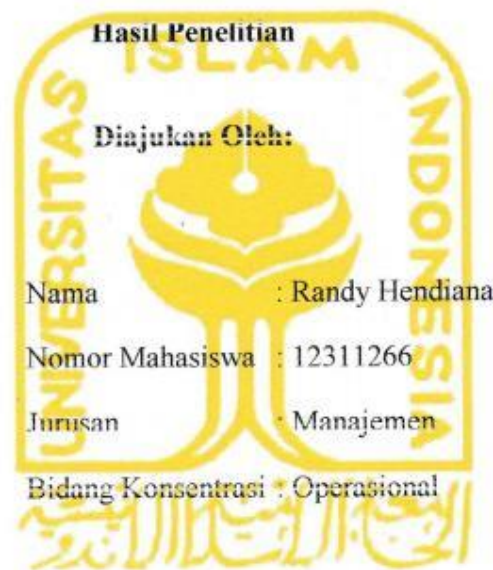 Hasil Penelitian
ISLAM
UNIVERSITAS
INDONESIA
Diajukan Oleh:
Nama : Randy Hendiana
Nomor Mahasiswa : 12311266
Jurusan : Manajemen
Bidang Konsentrasi : Operasional